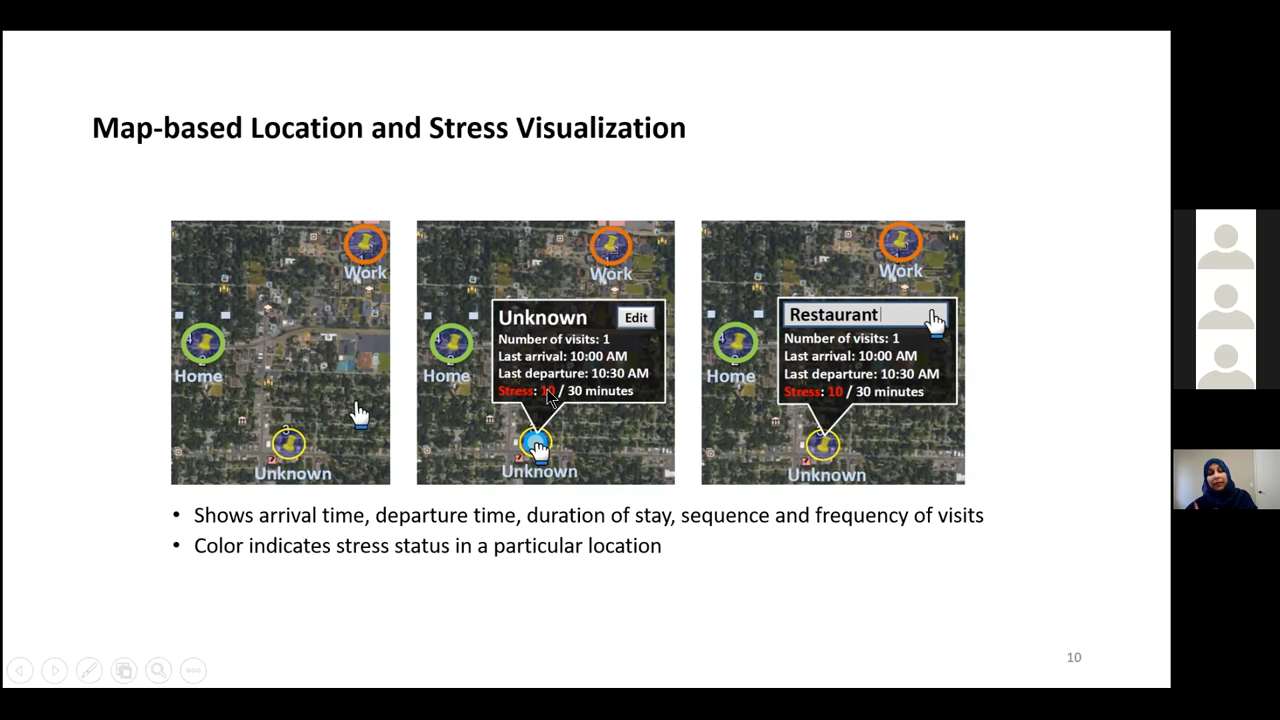 Map-based Location and Stress Visualization
Work
Home
Unknown
Work
Unknown
Edit
Number of visits: 1
Last arrival: 10:00 AM
Last departure: 10:30 AM
Stress: 10 / 30 minutes
Home
Unknown
Work
Restaurant
Number of visits: 1
Last arrival: 10:00 AM
Last departure: 10:30 AM
Stress: 10 / 30 minutes
Home
Unknown
• Shows arrival time, departure time, duration of stay, sequence and frequency of visits
• Color indicates stress status in a particular location
10